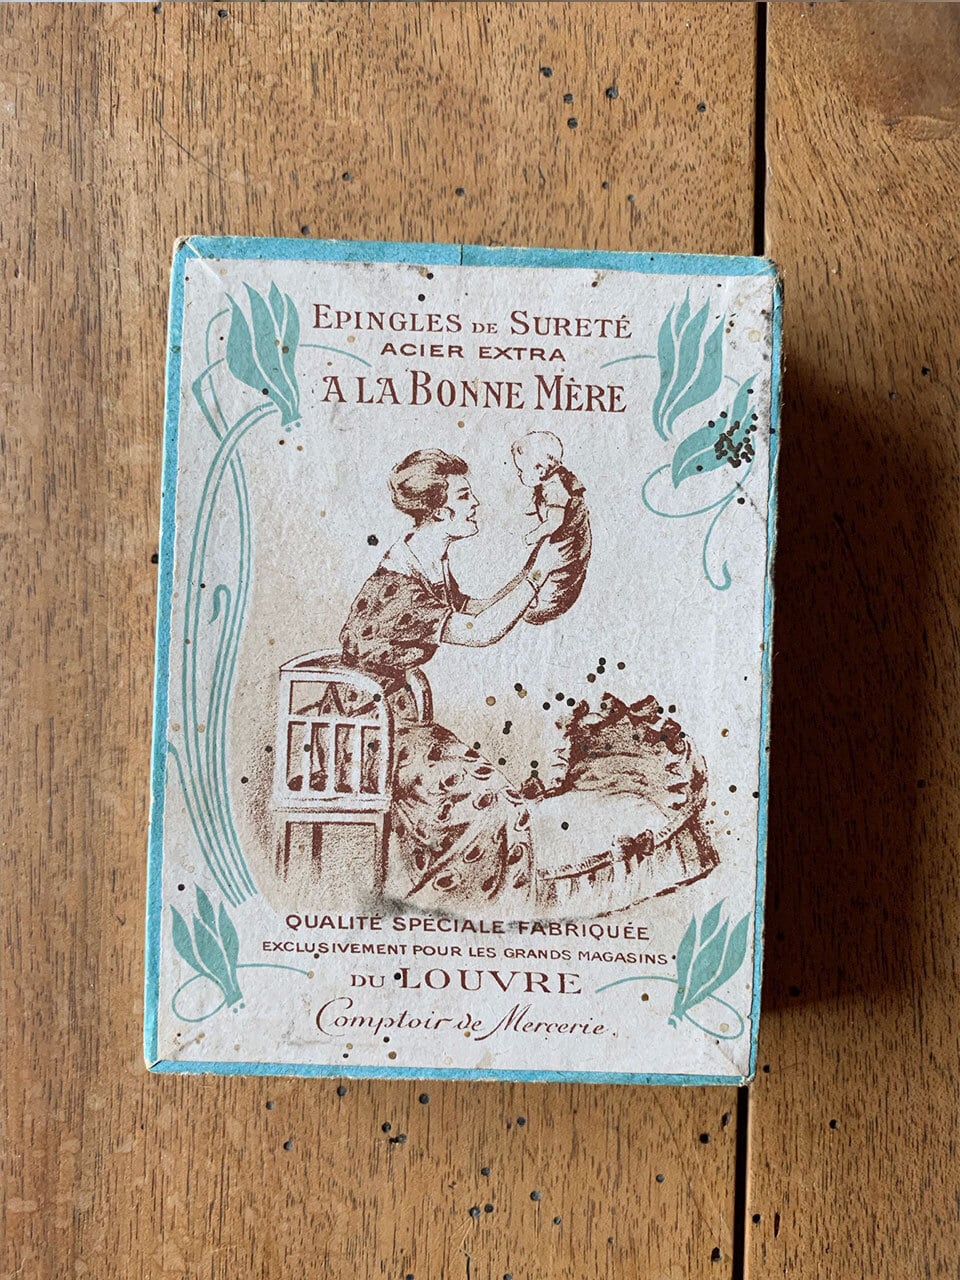 EPINGLES DE SURETÉ
ACIER EXTRA
A LA BONNE MÈRE
QUALITÉ SPÉCIALE FABRIQUÉE
EXCLUSIVEMENT POUR LES GRANDS MAGASINS
DU LOUVRE
Comptoir de Mercerie.